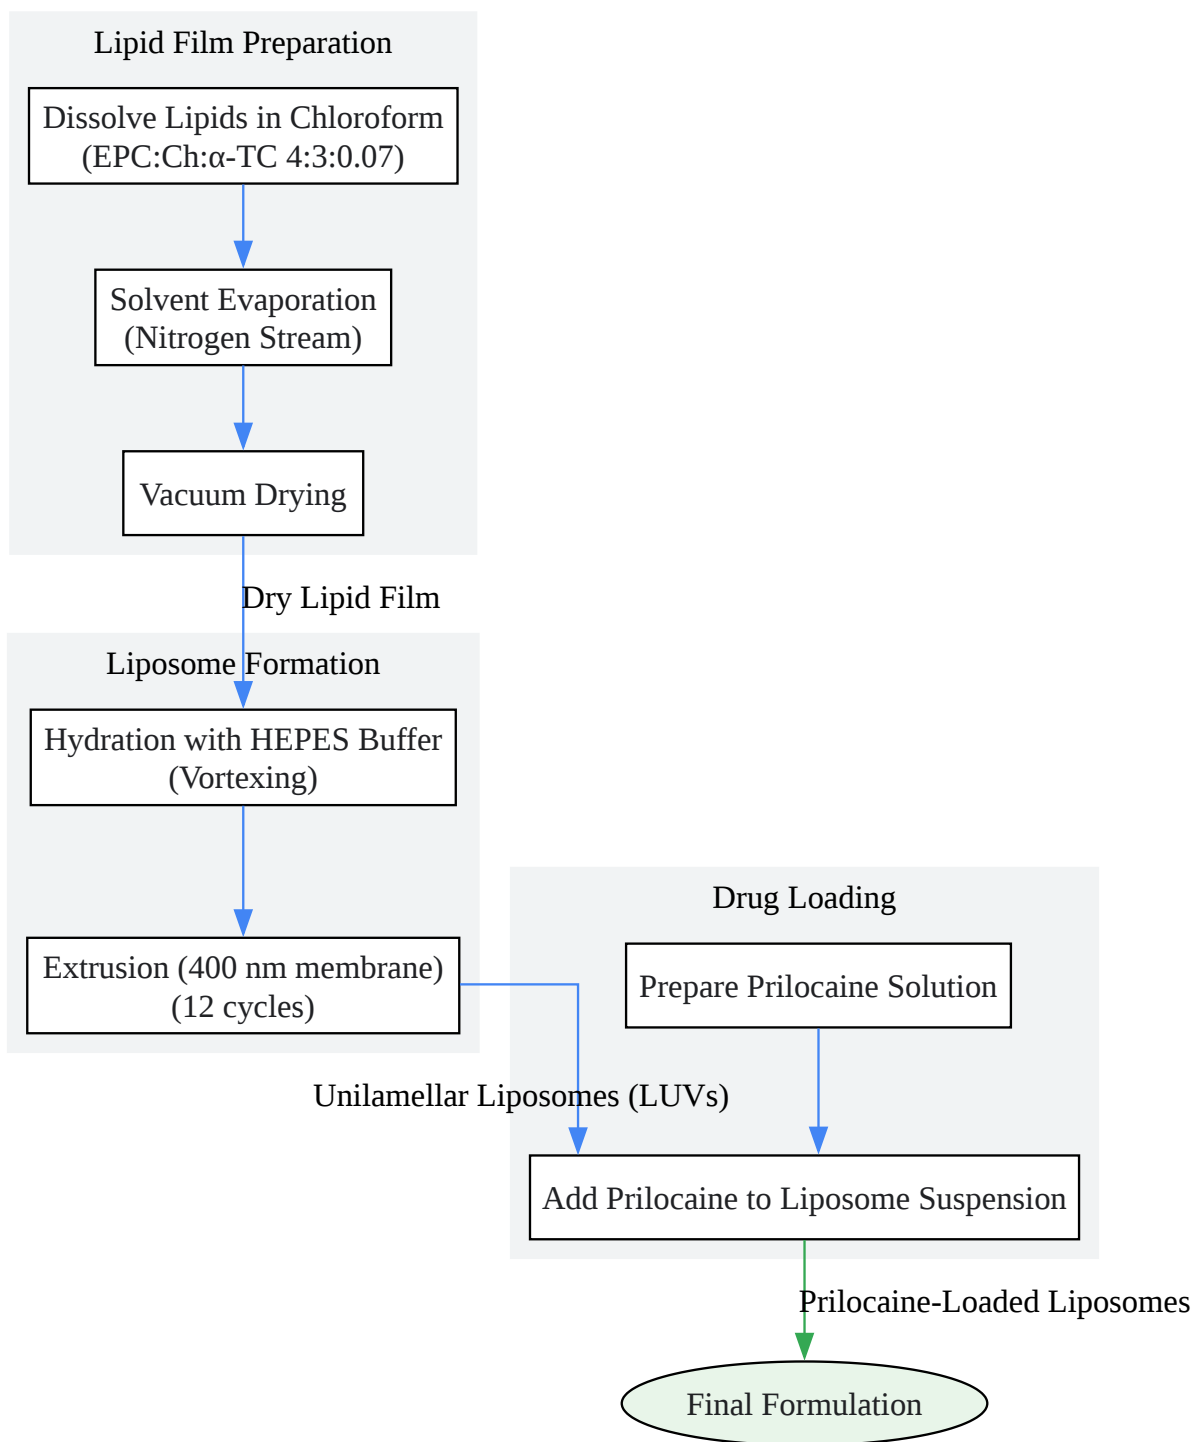 Lipid Film Preparation
Dissolve Lipids in Chloroform
(EPC:Ch:α-TC 4:3:0.07)
Solvent Evaporation
(Nitrogen Stream)
Vacuum Drying
Dry Lipid Film
Liposome Formation
Hydration with HEPES Buffer
(Vortexing)
Extrusion (400 nm membrane)
(12 cycles)
Drug Loading
Prepare Prilocaine Solution
Unilamellar Liposomes (LUVs)
Add Prilocaine to Liposome Suspension
Prilocaine-Loaded Liposomes
Final Formulation